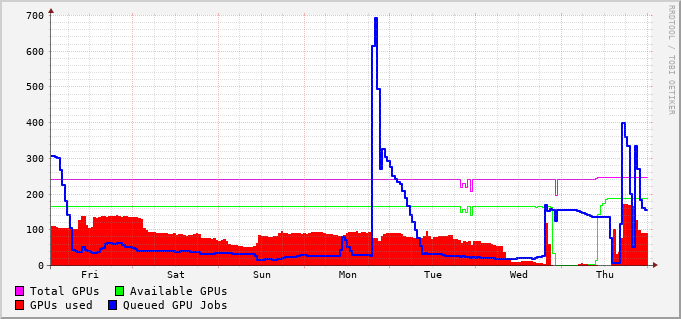 700
600
500
400
300
200
100
0
Fri Sat Sun Mon Tue Wed Thu
Total GPUs Available GPUs
GPUs used Queued GPU Jobs
RRDTOOL / TOBI OETIKER